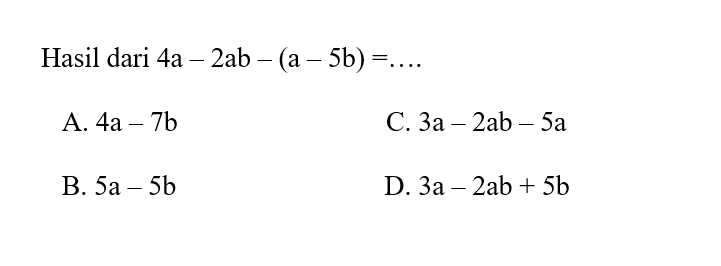 Hasil dari 4a – 2ab – (a – 5b) =….
A. 4a – 7b C. 3a – 2ab – 5a
B. 5a – 5b D. 3a – 2ab + 5b